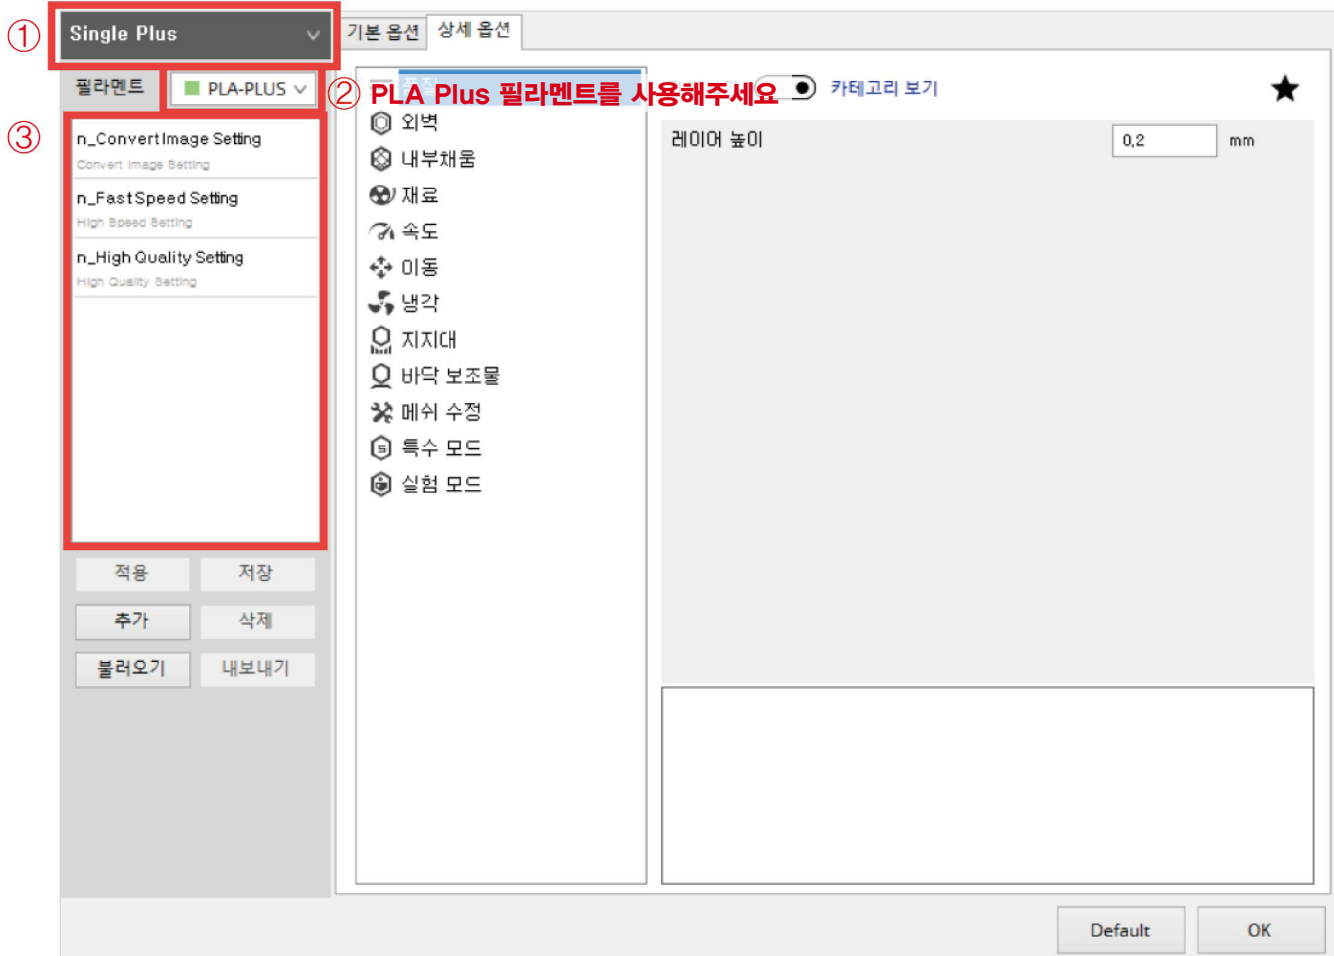 ①
Single Plus
기본 옵션
상세 옵션
필라멘트
PLA-PLUS
② PLA Plus 필라멘트를 사용해주세요
카테고리 보기
③
n_ConvertImage Setting
Convert Image Setting
n_FastSpeed Setting
High Speed Setting
n_High Quality Setting
High Quality Setting
품질
외벽
내부채움
재료
속도
이동
냉각
지지대
바닥 보조물
메쉬 수정
특수 모드
실험 모드
레이어 높이
0,2
mm
적용
저장
추가
삭제
불러오기
내보내기
Default
OK